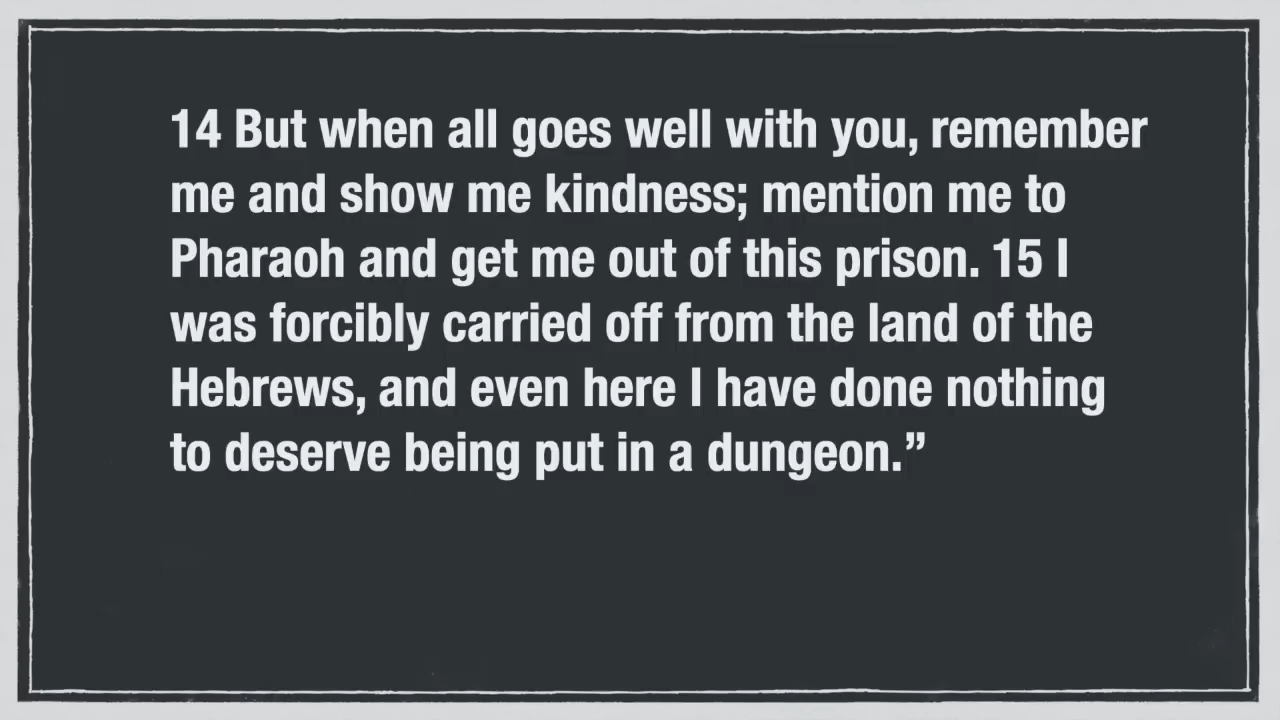 14 But when all goes well with you, remember
me and show me kindness; mention me to
Pharaoh and get me out of this prison. 15 I
was forcibly carried off from the land of the
Hebrews, and even here I have done nothing
to deserve being put in a dungeon.”